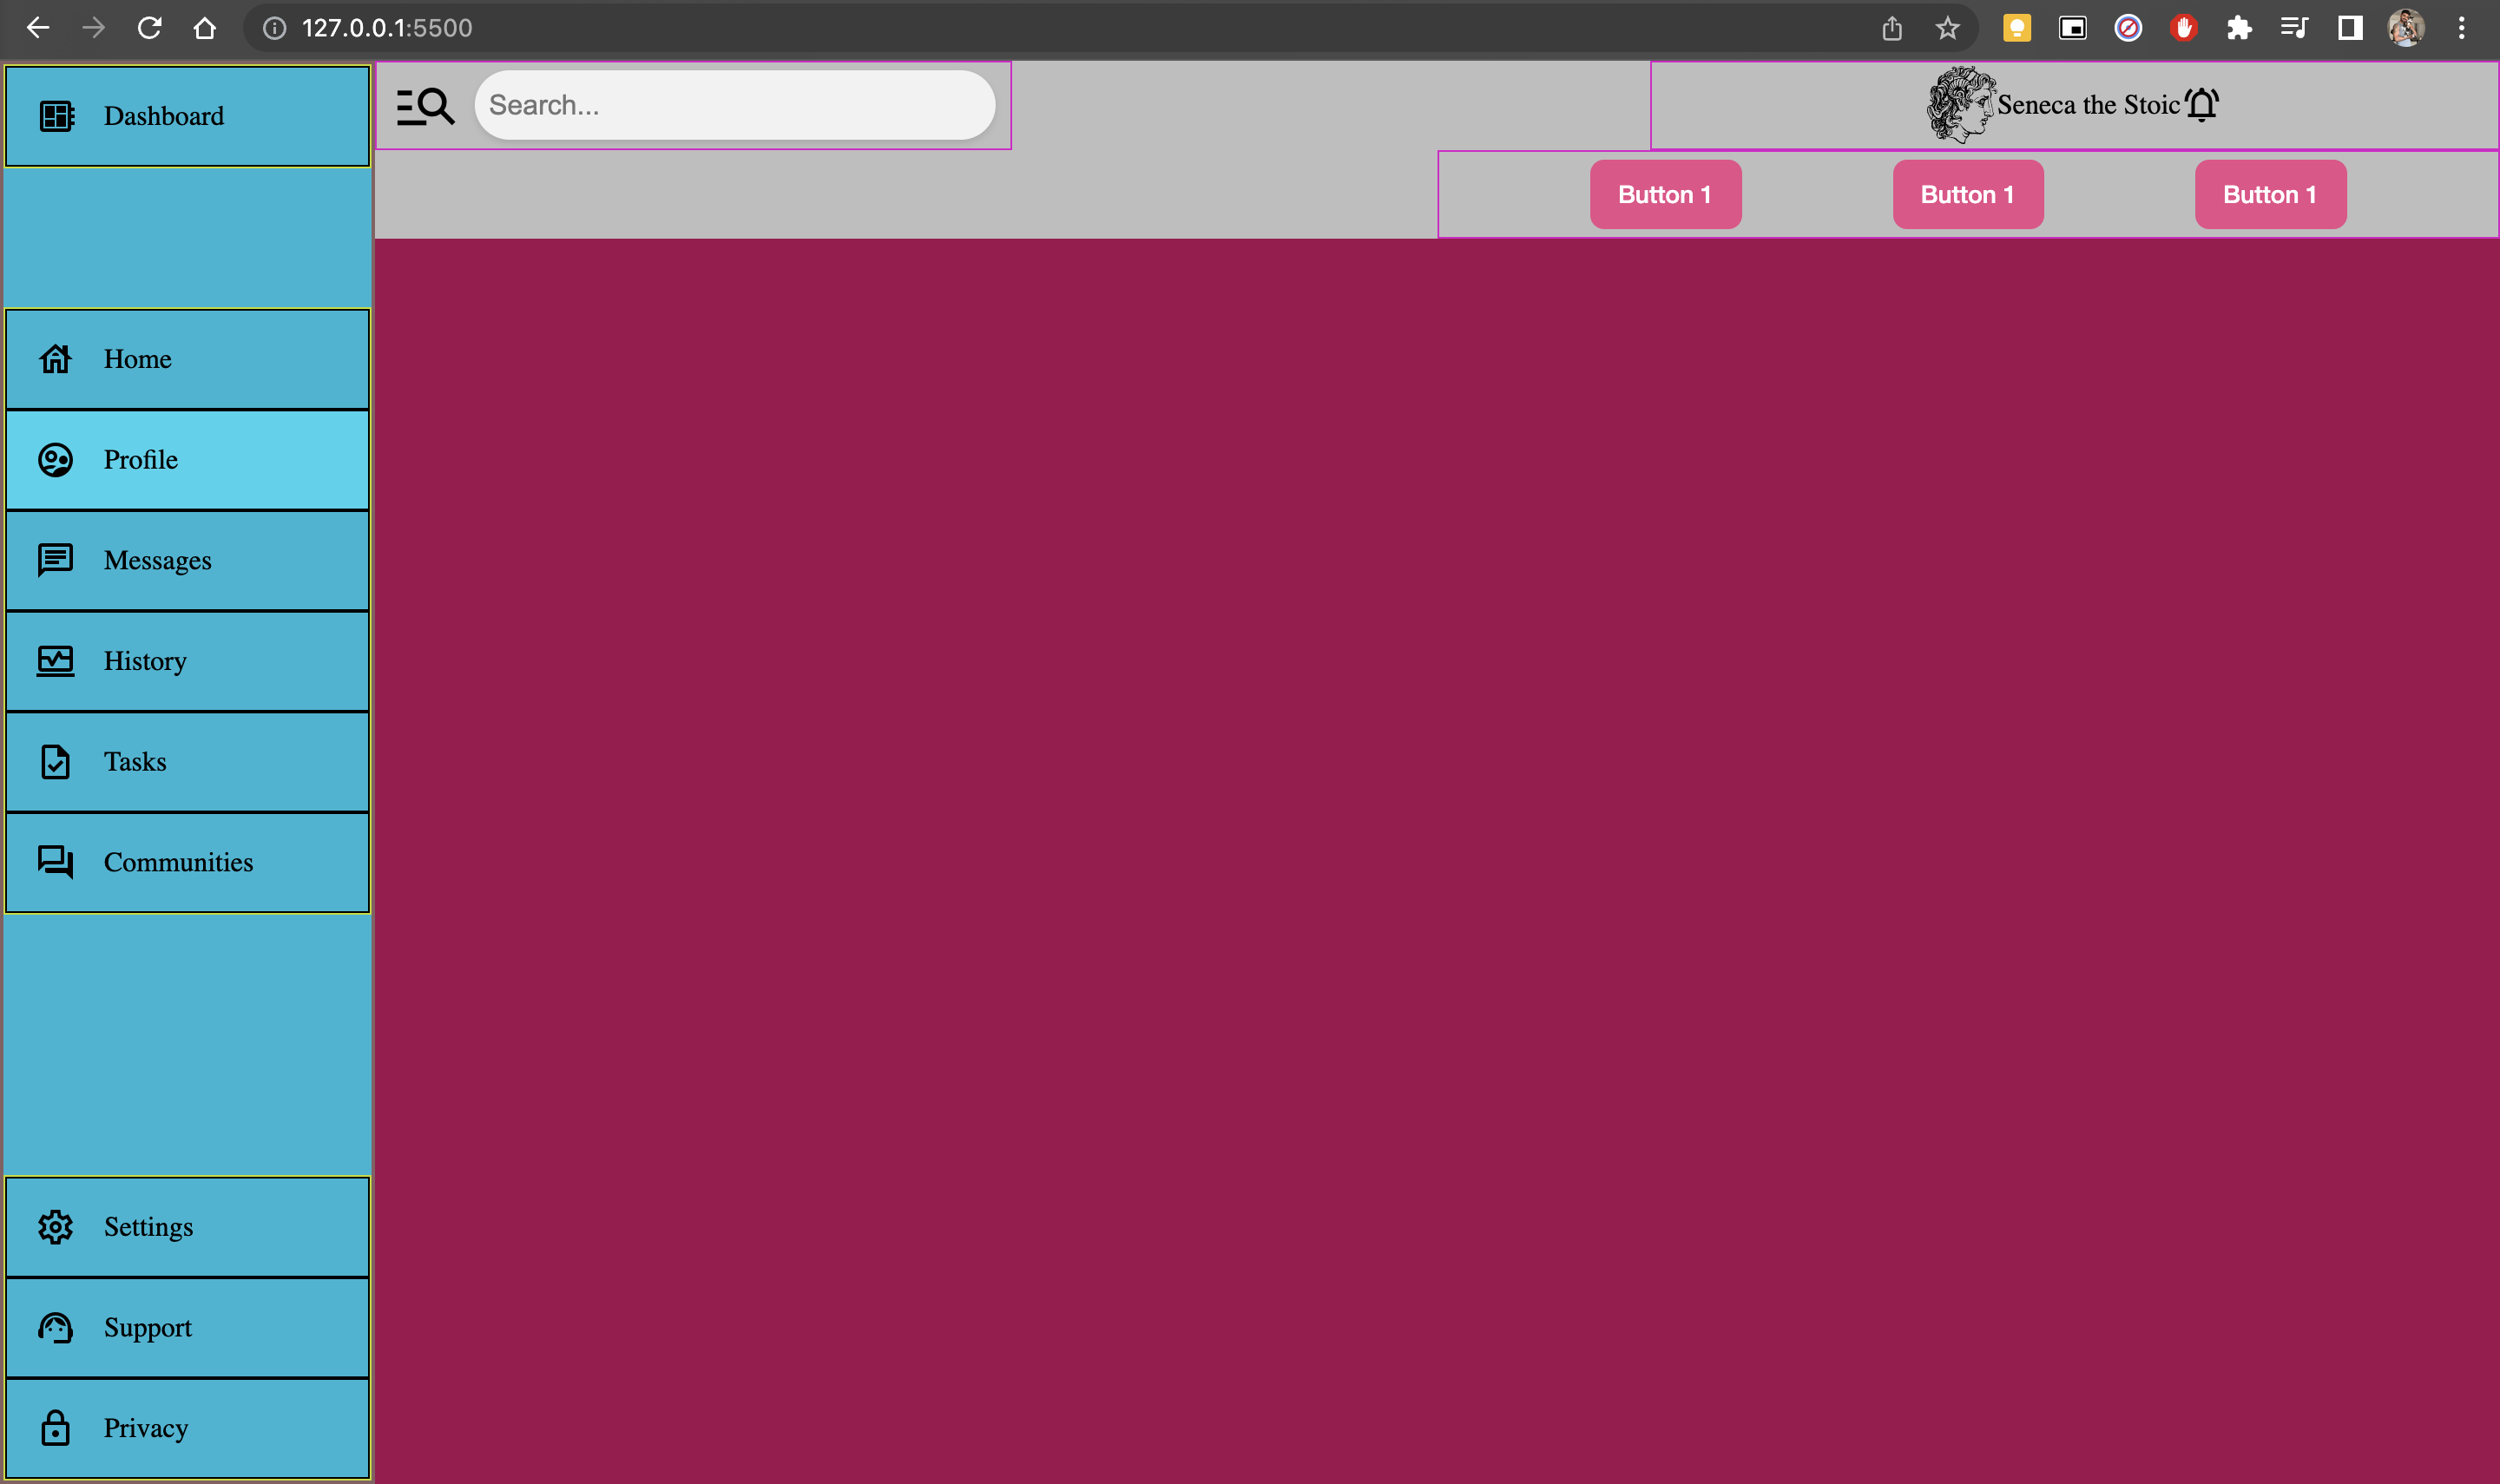 127.0.0.1:5500
Dashboard
Search...
Seneca the Stoic
Button 1
Button 1
Button 1
Home
Profile
Messages
History
Tasks
Communities
Settings
Support
Privacy